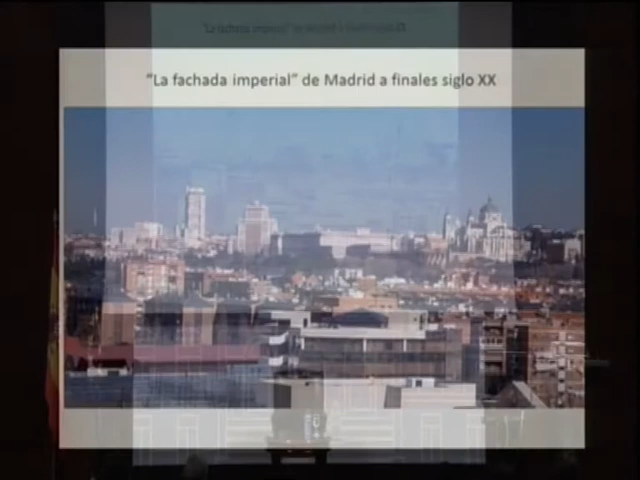 “La fachada imperial” de Madrid a finales siglo XX